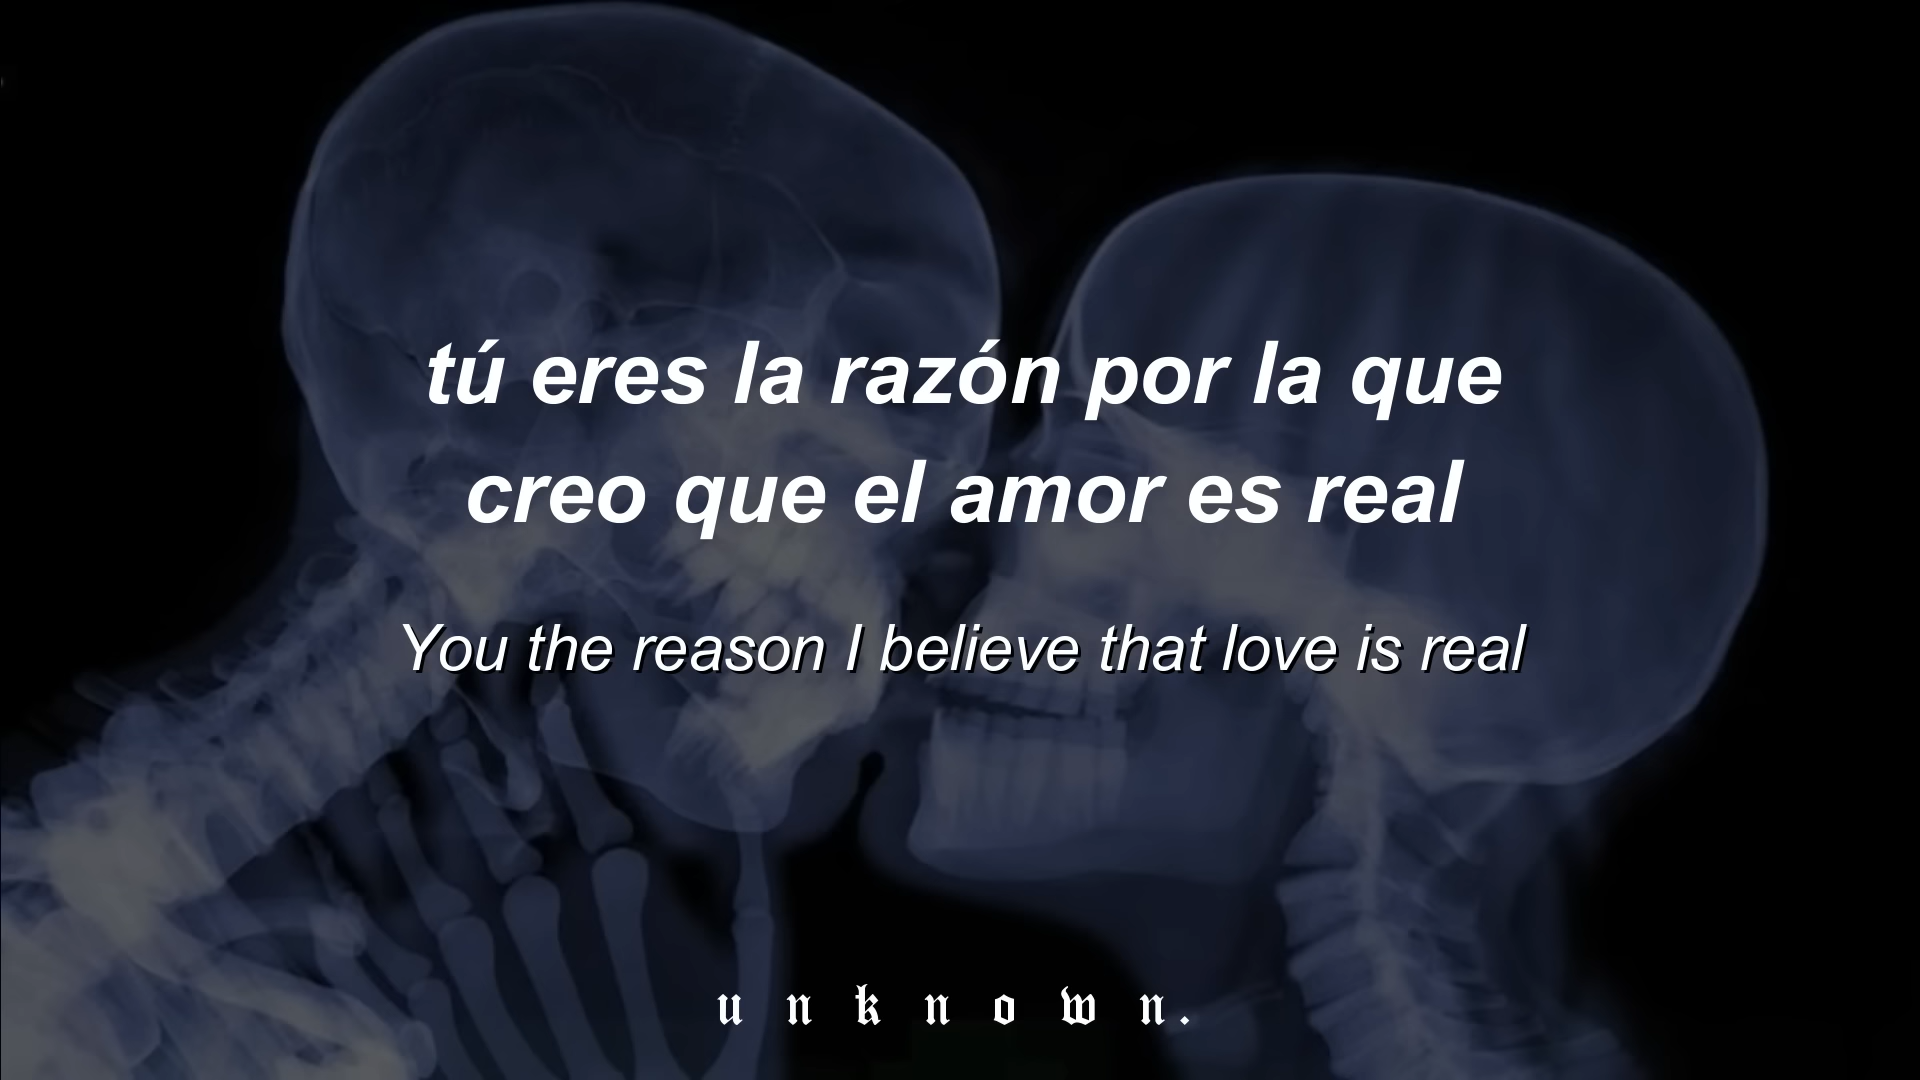 tú eres la razón por la que
creo que el amor es real
You the reason I believe that love is real
u n k n o w n.